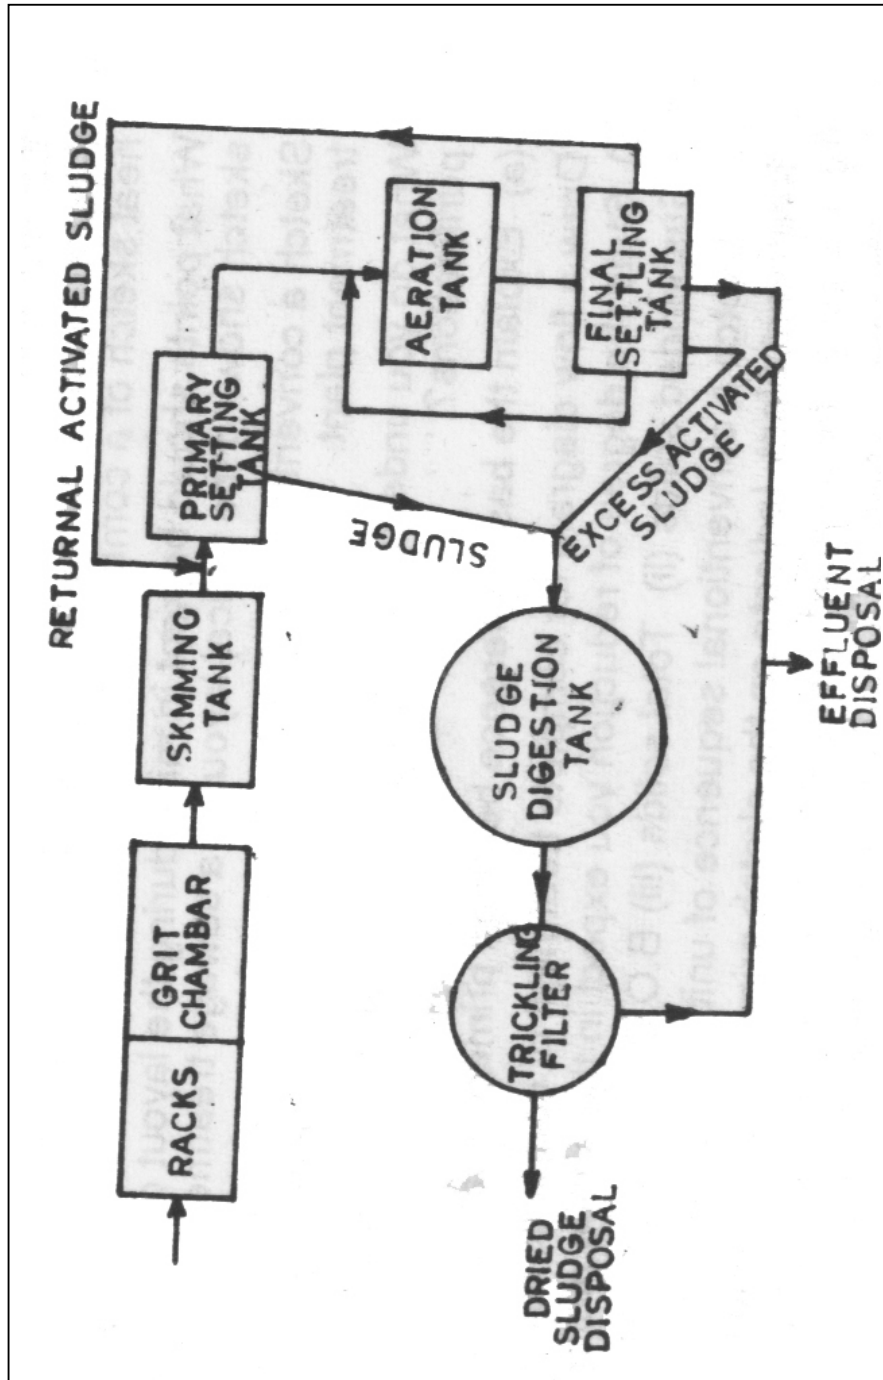 RETURNAL ACTIVATED SLUDGE
RACKS
GRIT
CHAMBAR
SKMMING
TANK
PRIMARY
SETTING
TANK
AERATION
TANK
FINAL
SETTLING
TANK
SLUDGE
EXCESS ACTIVATED
SLUDGE
SLUDGE
DIGESTION
TANK
TRICKLING
FILTER
DRIED
SLUDGE
DISPOSAL
EFFLUENT
DISPOSAL